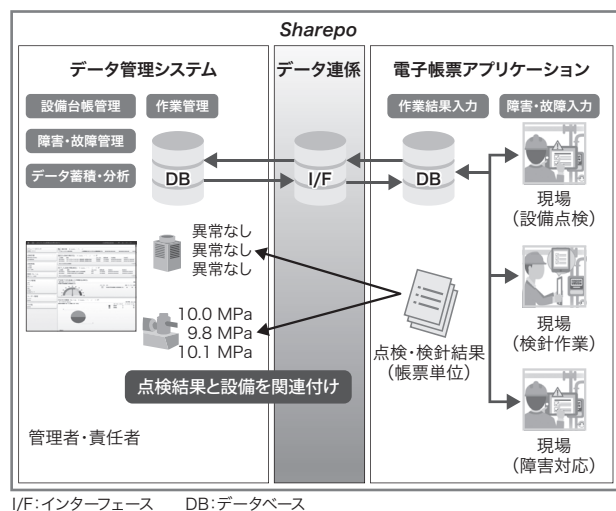 Sharepo
データ管理システム
設備台帳管理
作業管理
障害・故障管理
データ蓄積・分析
DB
異常なし
異常なし
異常なし
10.0 MPa
9.8 MPa
10.1 MPa
点検結果と設備を関連付け
管理者・責任者
データ連係
I/F
電子帳票アプリケーション
作業結果入力
障害・故障入力
DB
現場
（設備点検）
現場
（検針作業）
点検・検針結果
（帳票単位）
現場
（障害対応）
I/F：インターフェース　DB：データベース